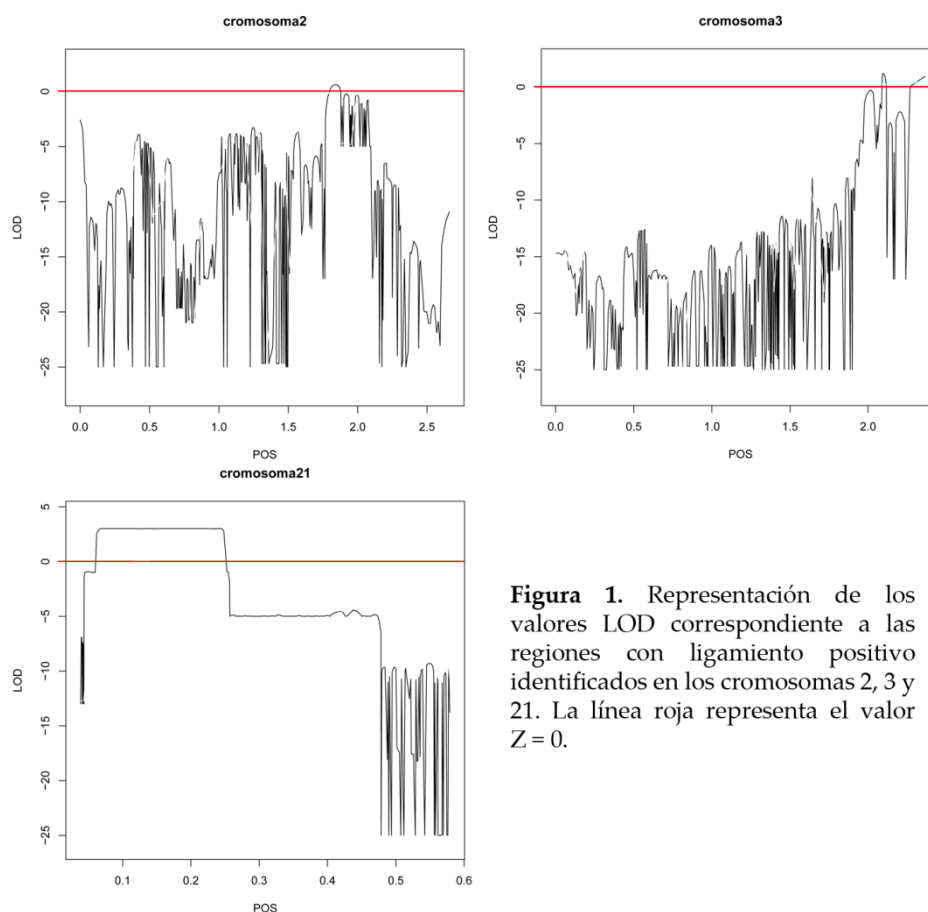 cromosoma2
LOD
0
−5
−10
−15
−20
−25
0.0 0.5 1.0 1.5 2.0 2.5
POS
cromosoma3
LOD
0
−5
−10
−15
−20
−25
0.0 0.5 1.0 1.5 2.0
POS
cromosoma21
LOD
5
0
−5
−10
−15
−20
−25
0.1 0.2 0.3 0.4 0.5 0.6
POS
Figura 1. Representación de los
valores LOD correspondiente a las
regiones con ligamiento positivo
identificados en los cromosomas 2, 3 y
21. La línea roja representa el valor
Z = 0.